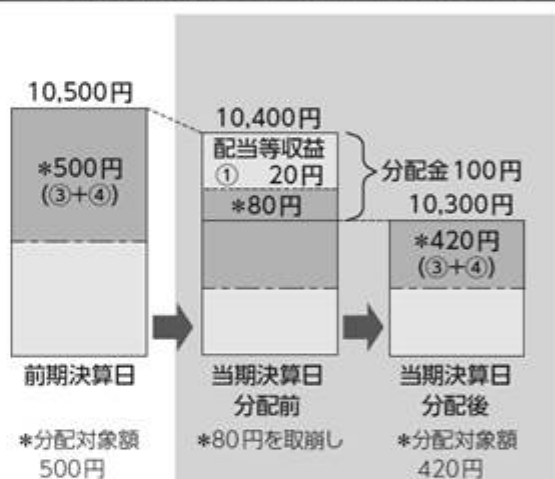 10,500円
*500円
(③+④)
前期決算日
*分配対象額
500円
10,400円
配当等収益
① 20円
*80円
分配金100円
当期決算日
分配前
*80円を取崩し
10,300円
*420円
(③+④)
当期決算日
分配後
*分配対象額
420円